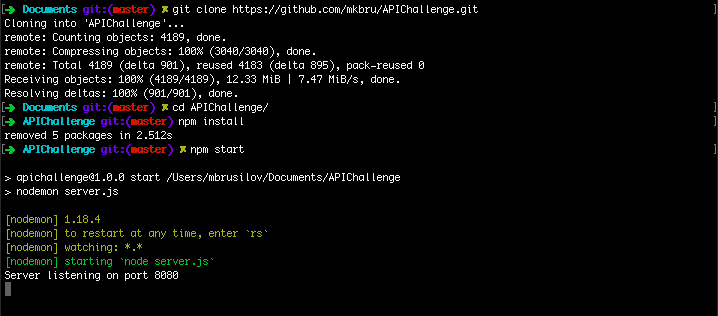 [➜ Documents git:(master) ✗ git clone https://github.com/mkbru/APIChallenge.git ]
Cloning into 'APIChallenge'...
remote: Counting objects: 4189, done.
remote: Compressing objects: 100% (3040/3040), done.
remote: Total 4189 (delta 901), reused 4183 (delta 895), pack-reused 0
Receiving objects: 100% (4189/4189), 12.33 MiB | 7.47 MiB/s, done.
Resolving deltas: 100% (901/901), done.
[➜ Documents git:(master) ✗ cd APIChallenge/ ]
[➜ APIChallenge git:(master) npm install ]
removed 5 packages in 2.512s
[➜ APIChallenge git:(master) ✗ npm start ]
> apichallenge@1.0.0 start /Users/mbrusilov/Documents/APIChallenge
> nodemon server.js
[nodemon] 1.18.4
[nodemon] to restart at any time, enter `rs`
[nodemon] watching: *.*
[nodemon] starting `node server.js`
Server listening on port 8080